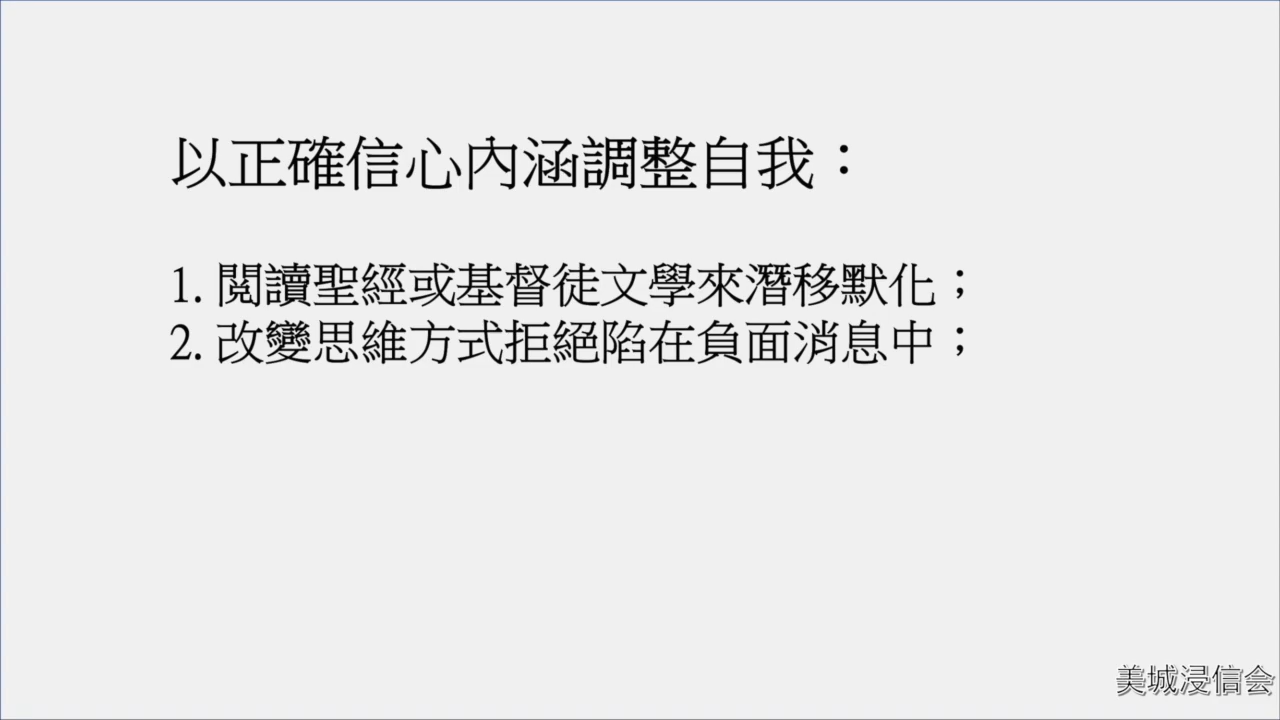 以正確信心內涵調整自我：
1. 閱讀聖經或基督徒文學來潛移默化；
2. 改變思維方式拒絕陷在負面消息中；
美城浸信会